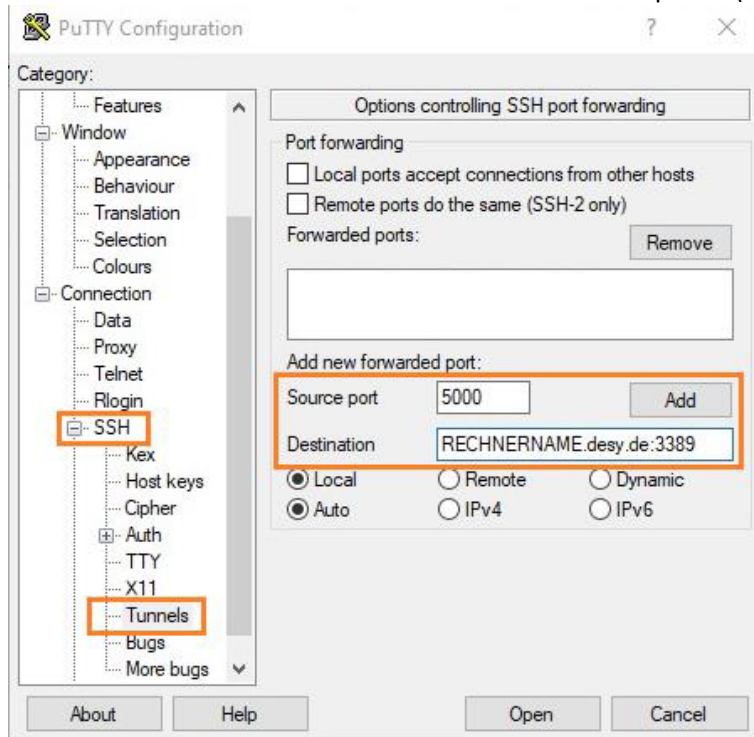 PuTTY Configuration ? ×
Category:
Features
Window
Appearance
Behaviour
Translation
Selection
Colours
Connection
Data
Proxy
Telnet
Rlogin
SSH
Kex
Host keys
Cipher
Auth
TTY
X11
Tunnels
Bugs
More bugs
Options controlling SSH port forwarding
Port forwarding
Local ports accept connections from other hosts
Remote ports do the same (SSH-2 only)
Forwarded ports: Remove
Add new forwarded port:
Source port 5000 Add
Destination RECHNERNAME.desy.de:3389
Local Remote Dynamic
Auto IPv4 IPv6
About Help Open Cancel